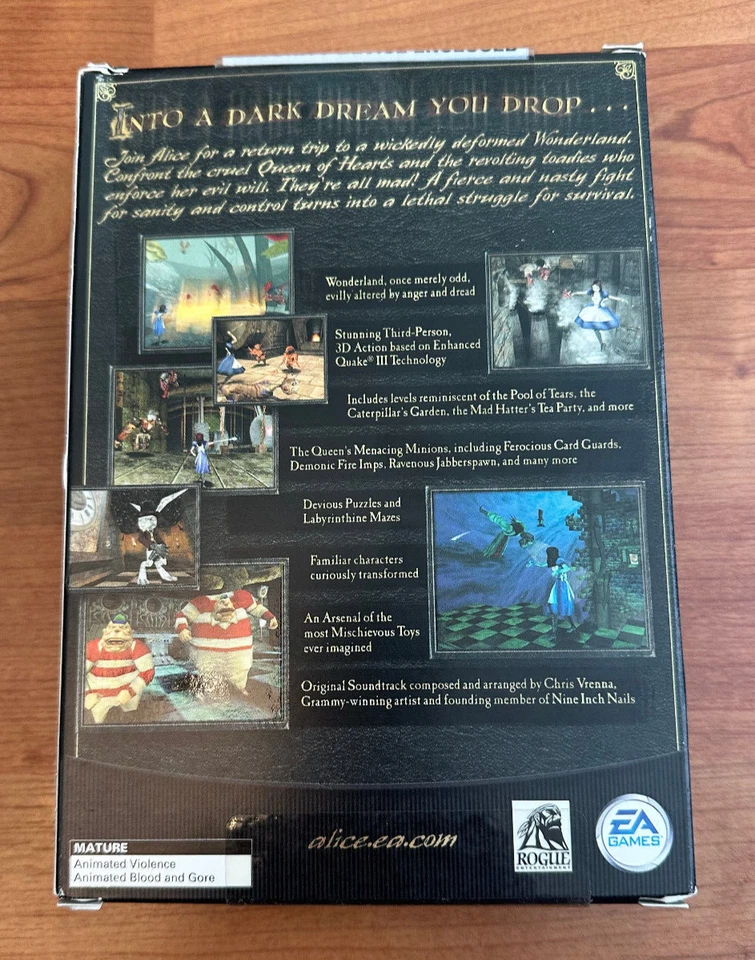 INTO A DARK DREAM YOU DROP . . .
Join Alice for a return trip to a wickedly deformed Wonderland.
Confront the cruel Queen of Hearts and the revolting toadies who
enforce her evil will. They're all mad! A fierce and nasty fight
for sanity and control turns into a lethal struggle for survival.
Wonderland, once merely odd,
evilly altered by anger and dread
Stunning Third-Person,
3D Action based on Enhanced
Quake® III Technology
Includes levels reminiscent of the Pool of Tears, the
Caterpillar's Garden, the Mad Hatter's Tea Party, and more
The Queen's Menacing Minions, including Ferocious Card Guards,
Demonic Fire Imps, Ravenous Jabberspawn, and many more
Devious Puzzles and
Labyrinthine Mazes
Familiar characters
curiously transformed
An Arsenal of the
most Mischievous Toys
ever imagined
Original Soundtrack composed and arranged by Chris Vrenna,
Grammy-winning artist and founding member of Nine Inch Nails
MATURE
Animated Violence
Animated Blood and Gore
alice.ea.com
ROGUE
ENTERTAINMENT
EA
GAMES™